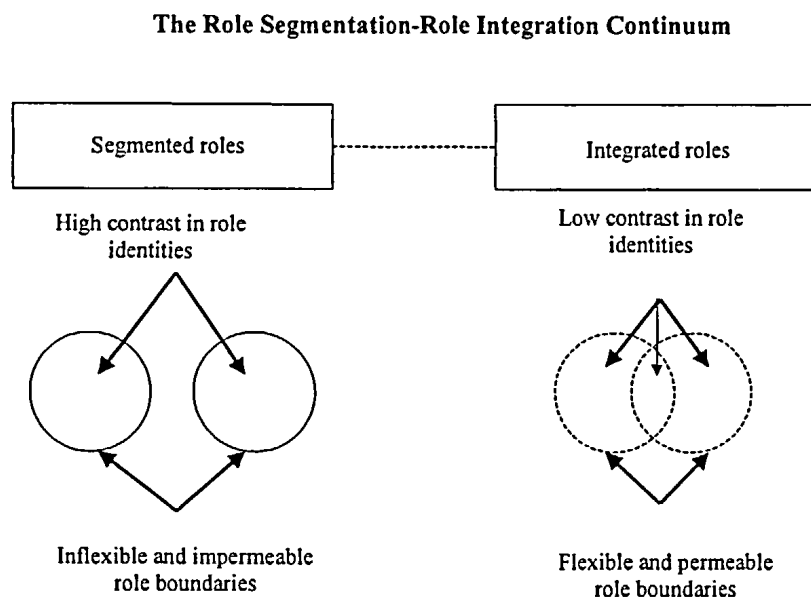 The Role Segmentation-Role Integration Continuum
Segmented roles
Integrated roles
High contrast in role
identities
Low contrast in role
identities
Inflexible and impermeable
role boundaries
Flexible and permeable
role boundaries